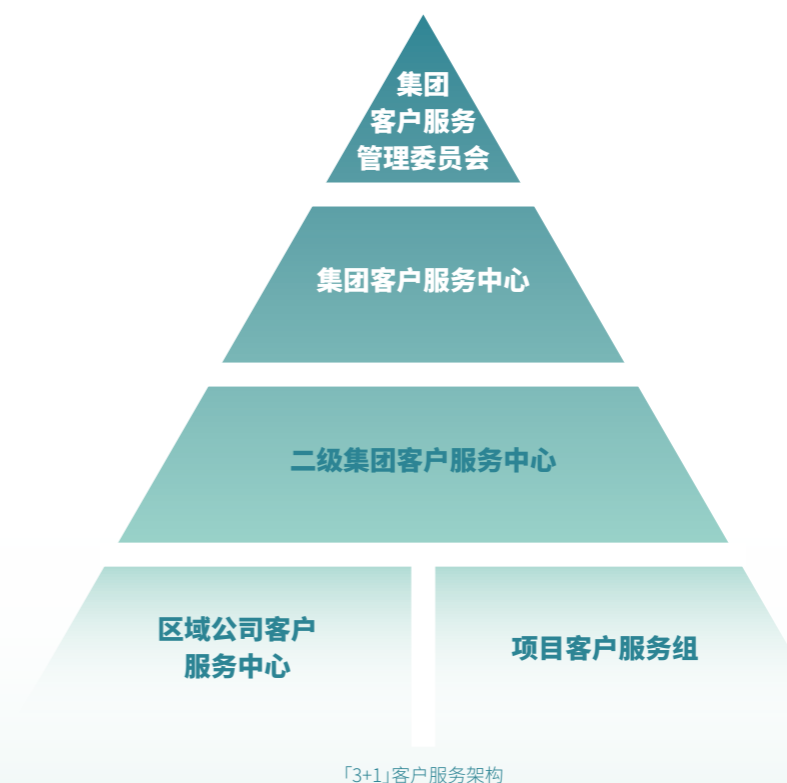 集团
客户服务
管理委员会
集团客户服务中心
二级集团客户服务中心
区域公司客户
服务中心
项目客户服务组
「3+1」客户服务架构